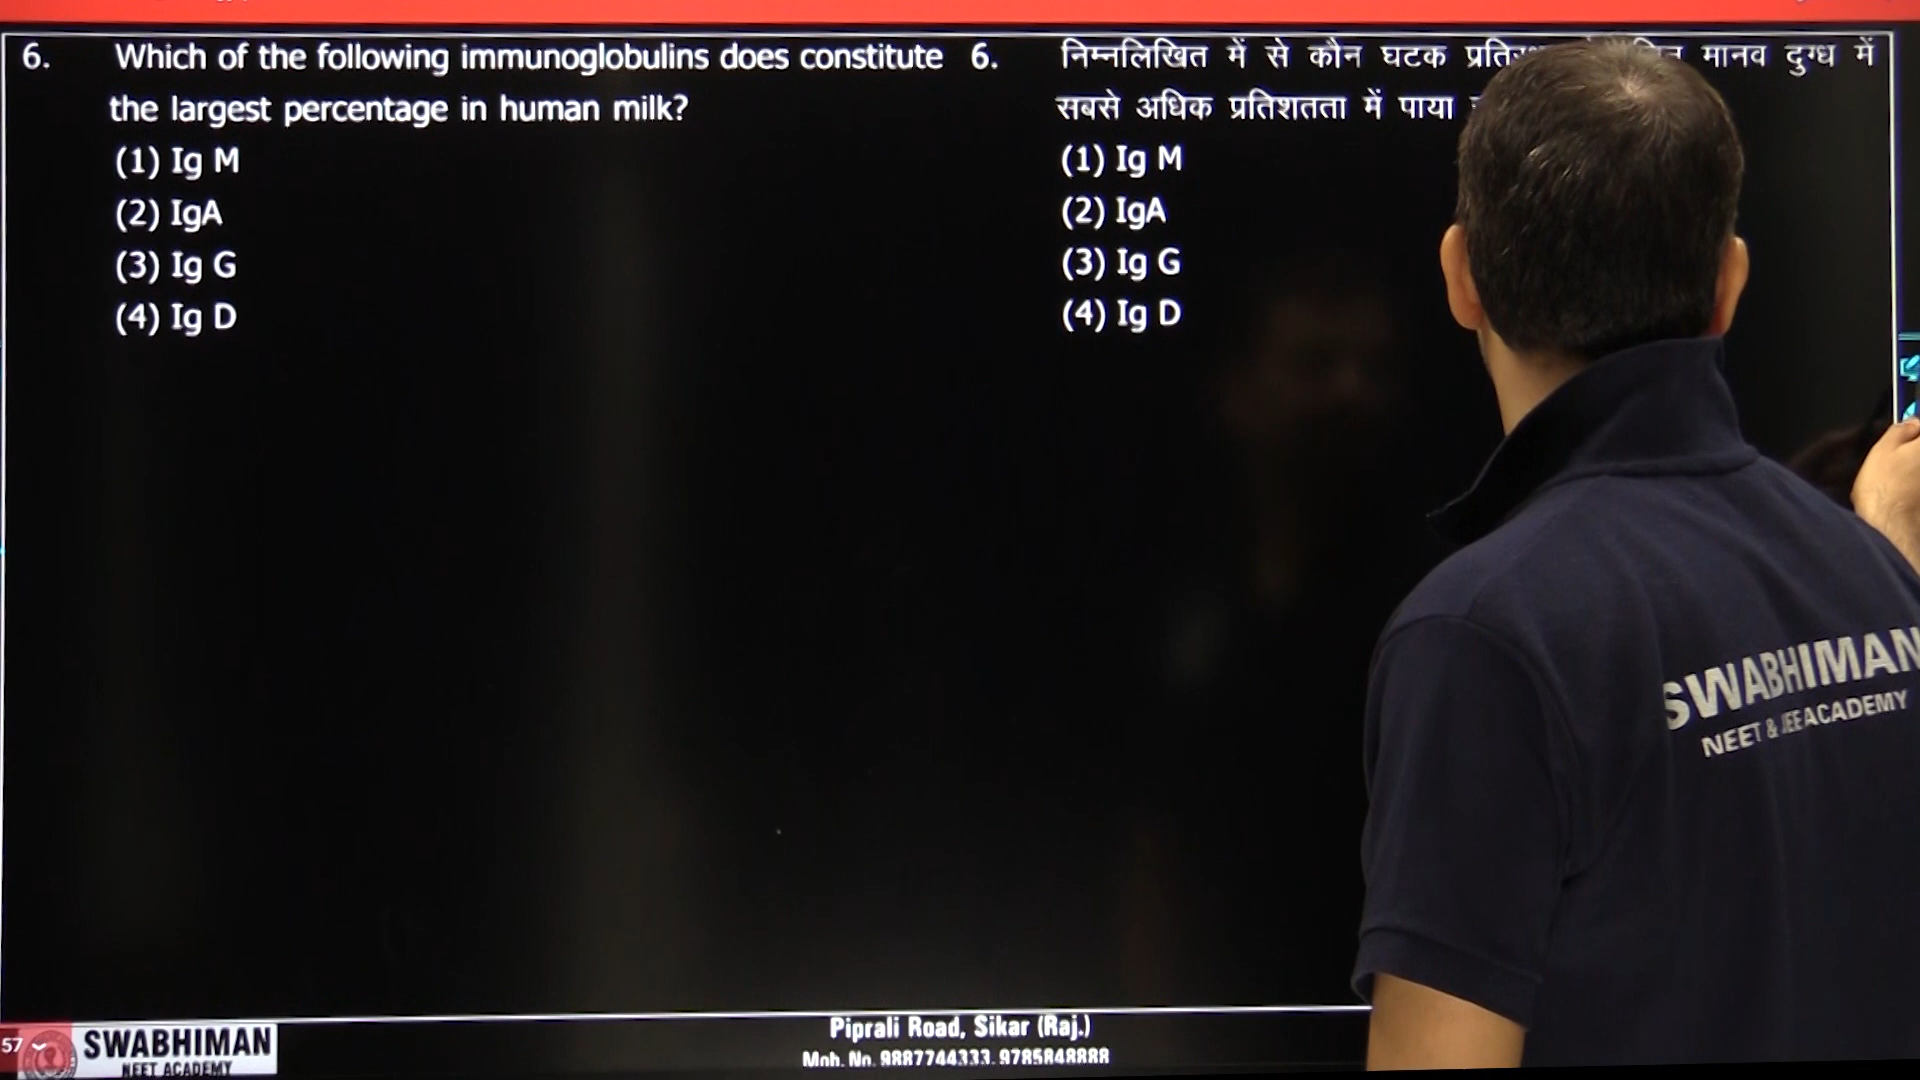 6. Which of the following immunoglobulins does constitute
the largest percentage in human milk?
(1) Ig M
(2) IgA
(3) Ig G
(4) Ig D
6. निम्नलिखित में से कौन घटक मानव दुग्ध में
सबसे अधिक प्रतिशतता में पाया
(1) Ig M
(2) IgA
(3) Ig G
(4) Ig D
SWABHIMAN
NEET & JEE ACADEMY
57
SWABHIMAN
NEET ACADEMY
Piprali Road, Sikar (Raj.)
Mob. No. 9887744333, 9785848888